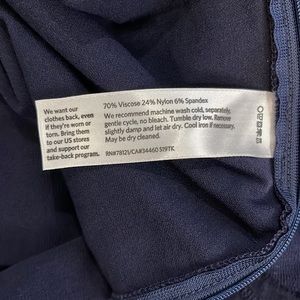 We want our
clothes back, even
if they're worn or
torn. Bring them
to our US stores
and support our
take-back program.
70% Viscose 24% Nylon 6% Spandex
We recommend machine wash cold, separately,
gentle cycle, no bleach. Tumble dry low. Remove
slightly damp and let air dry. Cool iron if necessary.
May be dry cleaned.
RN#78121/CA#34460 S19TK